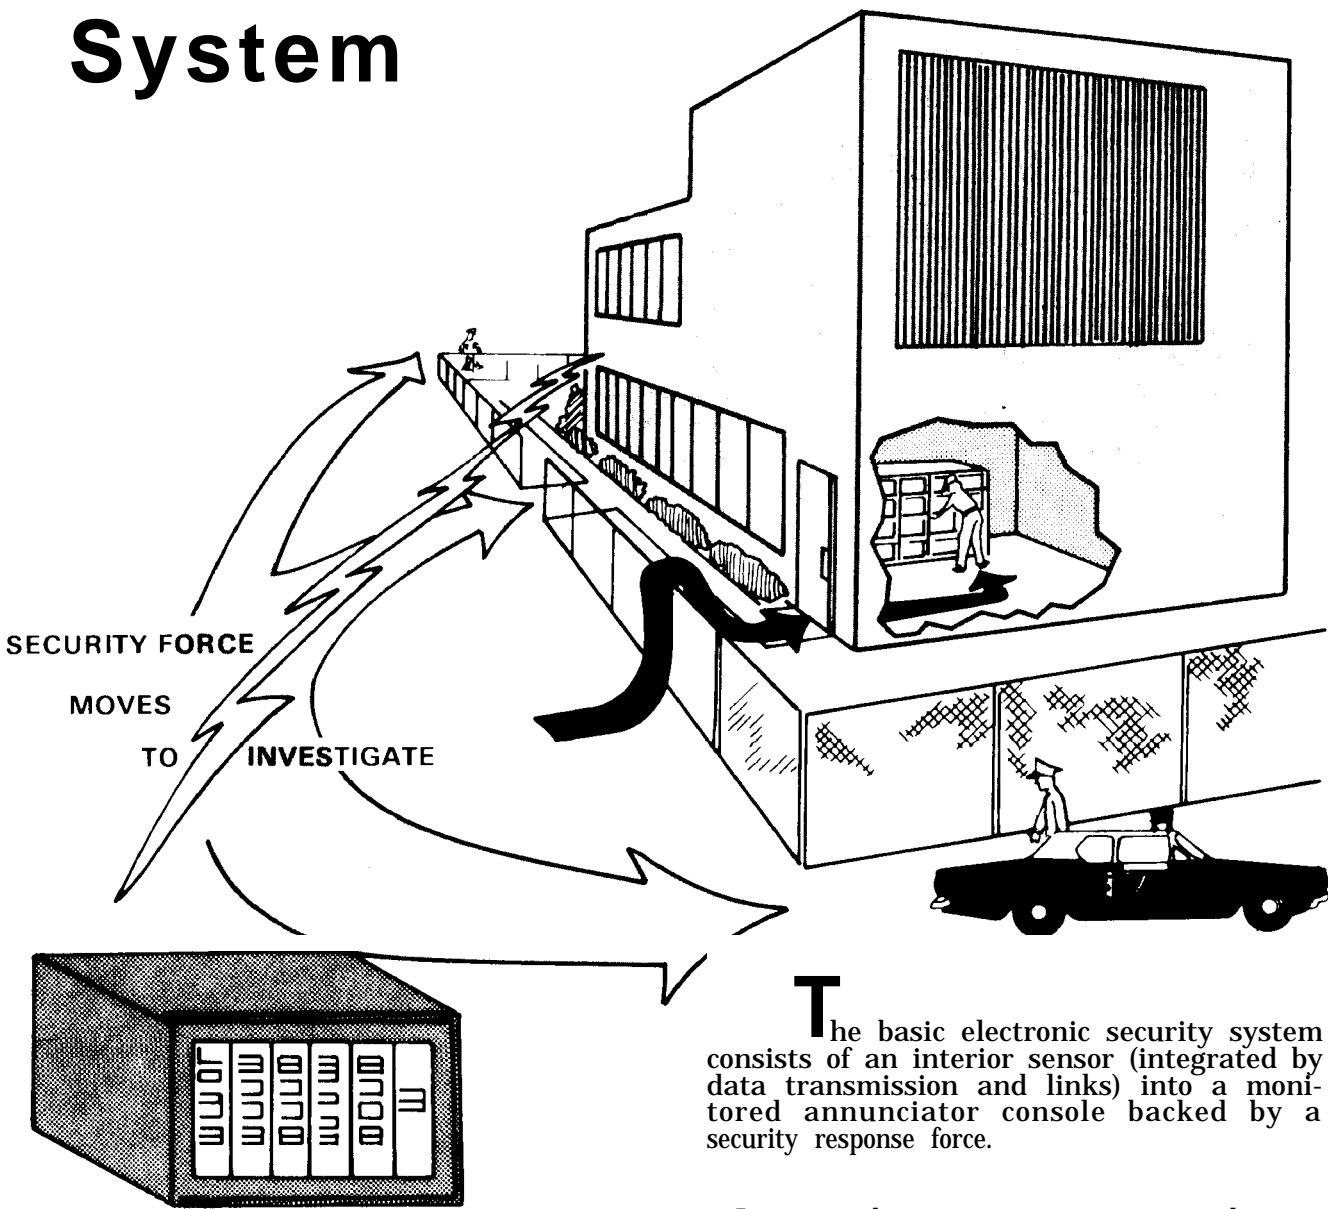 System
SECURITY FORCE
MOVES
TO INVESTIGATE
The basic electronic security system
consists of an interior sensor (integrated by
data transmission and links) into a moni-
tored annunciator console backed by a
security response force.